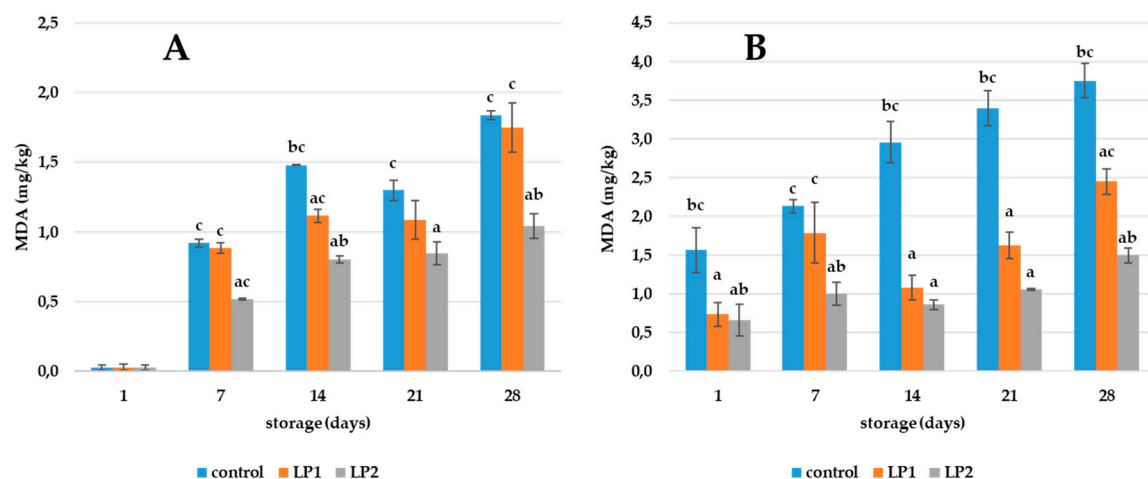 A
MDA (mg/kg)
2,5
2,0
1,5
1,0
0,5
0,0
c c ac
bc ac ab
c a
c c ab
1 7 14 21 28
storage (days)
control LP1 LP2
B
MDA (mg/kg)
4,5
4,0
3,5
3,0
2,5
2,0
1,5
1,0
0,5
0,0
bc a ab
c c ab
bc a a
bc a a
bc ac ab
1 7 14 21 28
storage (days)
control LP1 LP2